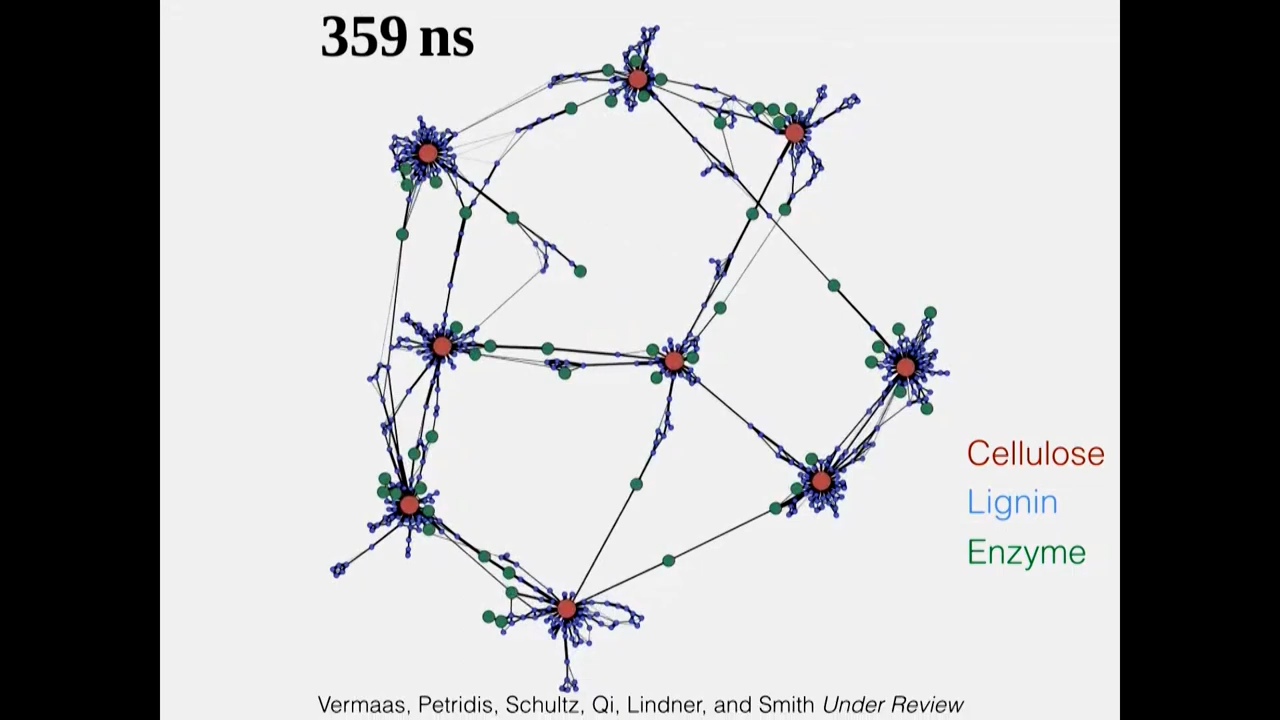 359 ns
Cellulose
Lignin
Enzyme
Vermaas, Petridis, Schultz, Qi, Lindner, and Smith Under Review